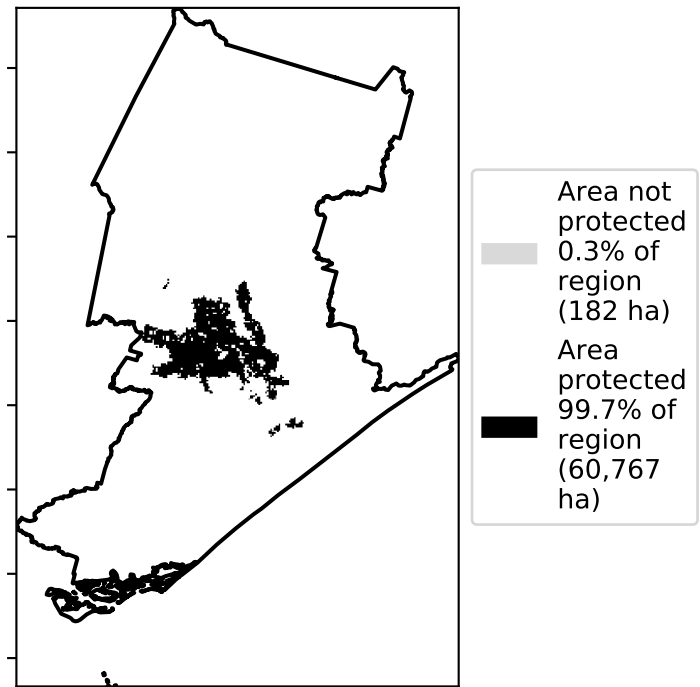 Area not
protected
0.3% of
region
(182 ha)
Area
protected
99.7% of
region
(60,767
ha)